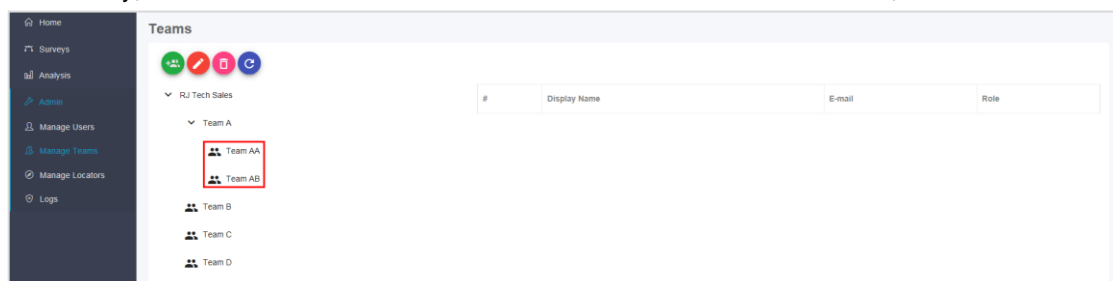 Home
Surveys
Analysis
Admin
Manage Users
Manage Teams
Manage Locators
Logs
Teams
RJ Tech Sales
Team A
Team AA
Team AB
Team B
Team C
Team D
# Display Name E-mail Role